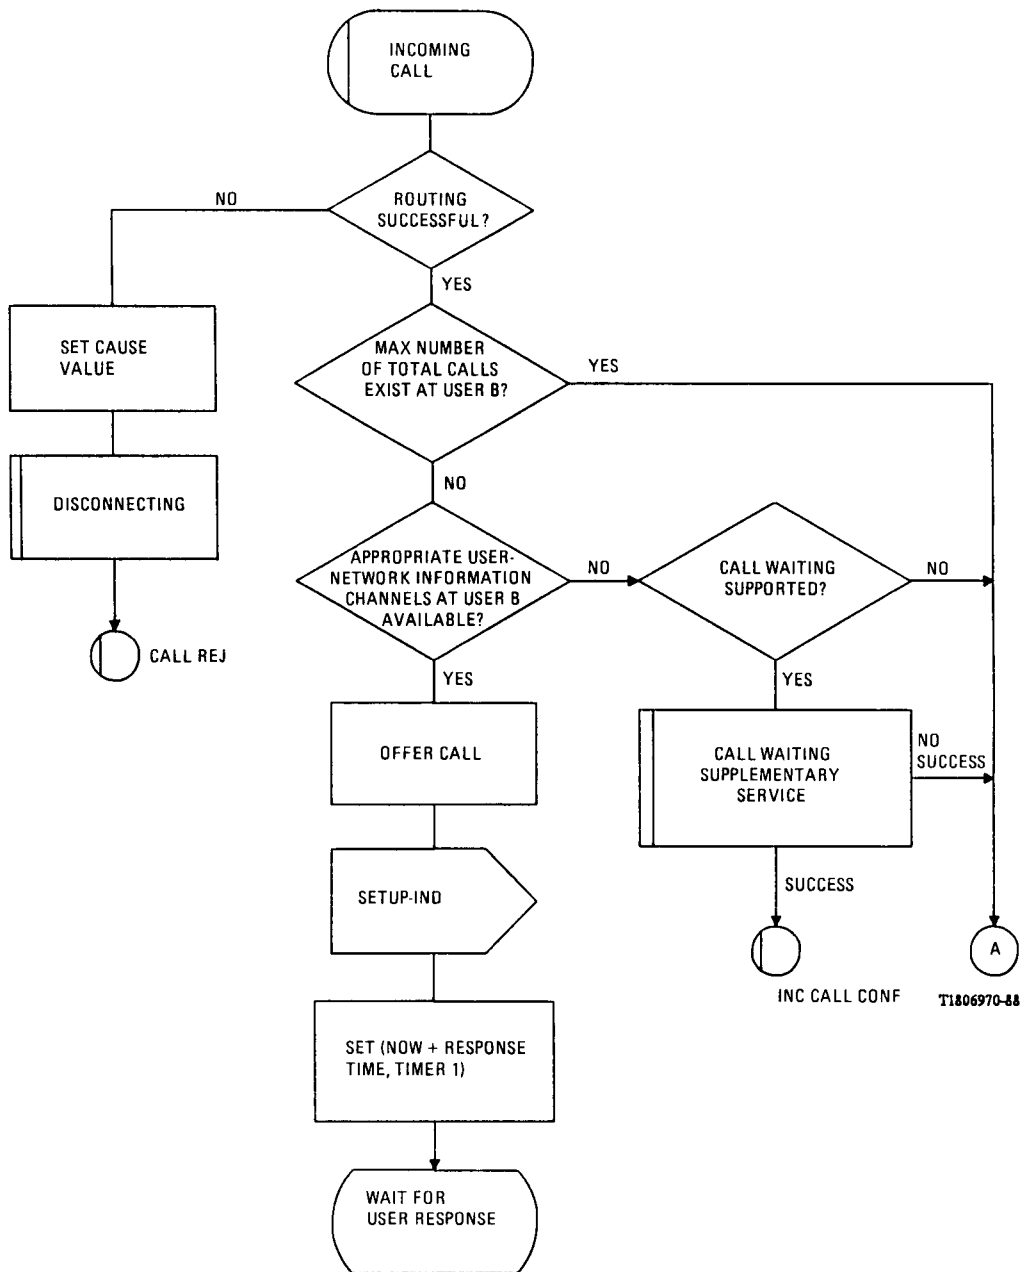 INCOMING
CALL
NO
ROUTING
SUCCESSFUL?
YES
SET CAUSE
VALUE
MAX NUMBER
OF TOTAL CALLS
EXIST AT USER B?
YES
DISCONNECTING
NO
APPROPRIATE USER-
NETWORK INFORMATION
CHANNELS AT USER B
AVAILABLE?
NO
CALL WAITING
SUPPORTED?
NO
CALL REJ
YES
YES
OFFER CALL
CALL WAITING
SUPPLEMENTARY
SERVICE
NO
SUCCESS
SETUP-IND
SUCCESS
A
INC CALL CONF
T1806970-88
SET (NOW + RESPONSE
TIME, TIMER 1)
WAIT FOR
USER RESPONSE